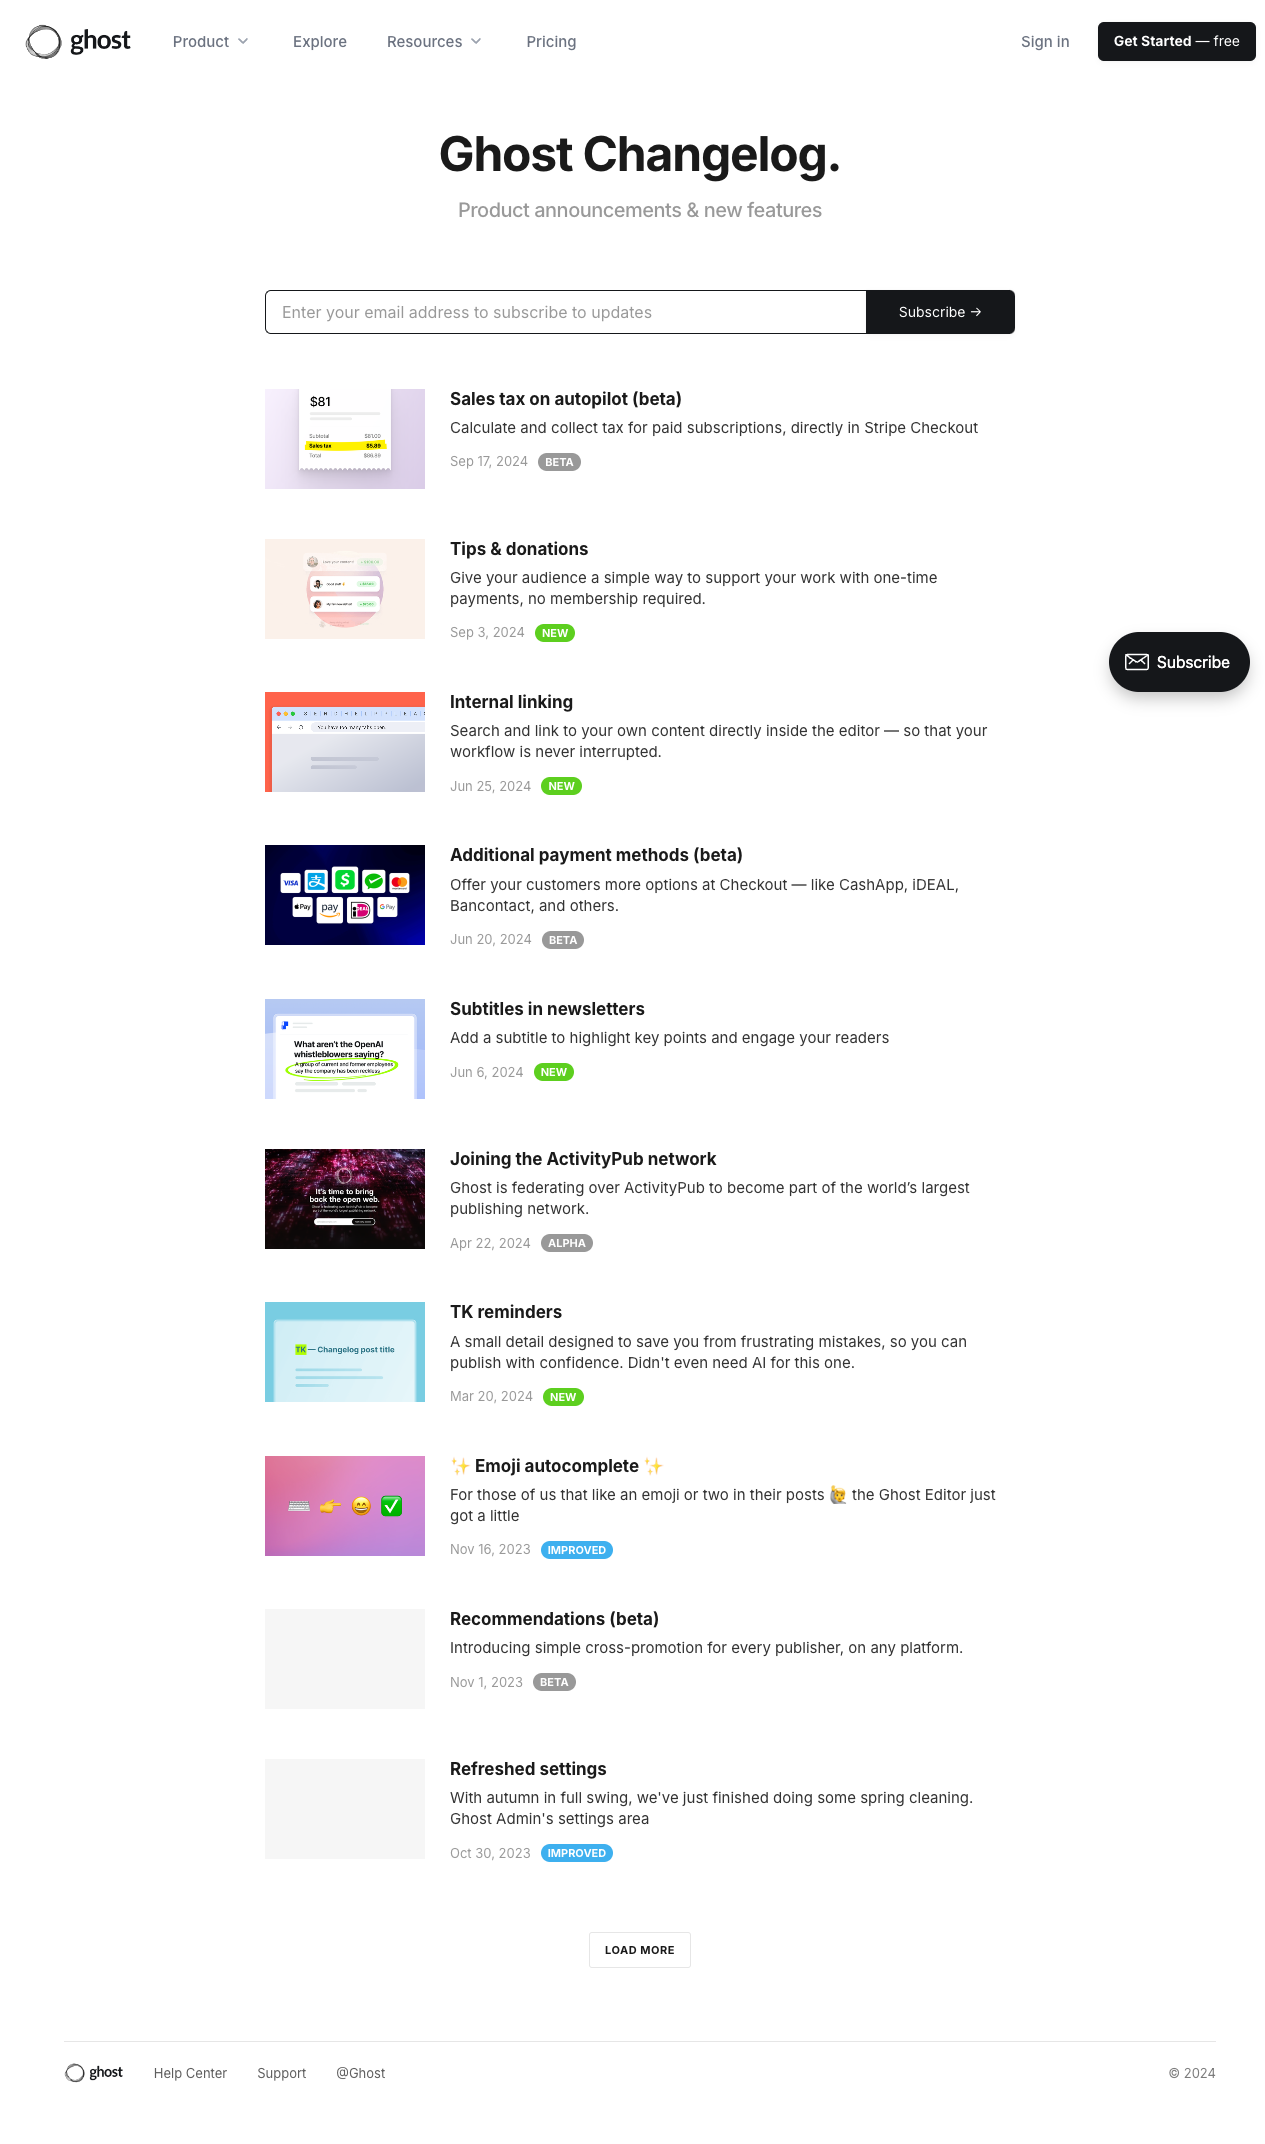 ghost
Product
Explore
Resources
Pricing
Sign in
Get Started — free
Ghost Changelog.
Product announcements & new features
Enter your email address to subscribe to updates
Subscribe →
$81
Subtotal $81.00
Sales tax $5.89
Total $86.89
Sales tax on autopilot (beta)
Calculate and collect tax for paid subscriptions, directly in Stripe Checkout
Sep 17, 2024 BETA
Tips & donations
Give your audience a simple way to support your work with one-time
payments, no membership required.
Sep 3, 2024 NEW
Subscribe
You have too many tabs open
Internal linking
Search and link to your own content directly inside the editor — so that your
workflow is never interrupted.
Jun 25, 2024 NEW
VISA
Pay
pay
G Pay
Additional payment methods (beta)
Offer your customers more options at Checkout — like CashApp, iDEAL,
Bancontact, and others.
Jun 20, 2024 BETA
What aren't the OpenAI
whistleblowers saying?
A group of current and former employees
say the company has been reckless
Subtitles in newsletters
Add a subtitle to highlight key points and engage your readers
Jun 6, 2024 NEW
It's time to bring
back the open web.
Joining the ActivityPub network
Ghost is federating over ActivityPub to become part of the world’s largest
publishing network.
Apr 22, 2024 ALPHA
TK — Changelog post title
TK reminders
A small detail designed to save you from frustrating mistakes, so you can
publish with confidence. Didn't even need AI for this one.
Mar 20, 2024 NEW
✨ Emoji autocomplete ✨
For those of us that like an emoji or two in their posts 🙋 the Ghost Editor just
got a little
Nov 16, 2023 IMPROVED
Recommendations (beta)
Introducing simple cross-promotion for every publisher, on any platform.
Nov 1, 2023 BETA
Refreshed settings
With autumn in full swing, we've just finished doing some spring cleaning.
Ghost Admin's settings area
Oct 30, 2023 IMPROVED
LOAD MORE
ghost
Help Center
Support
@Ghost
© 2024